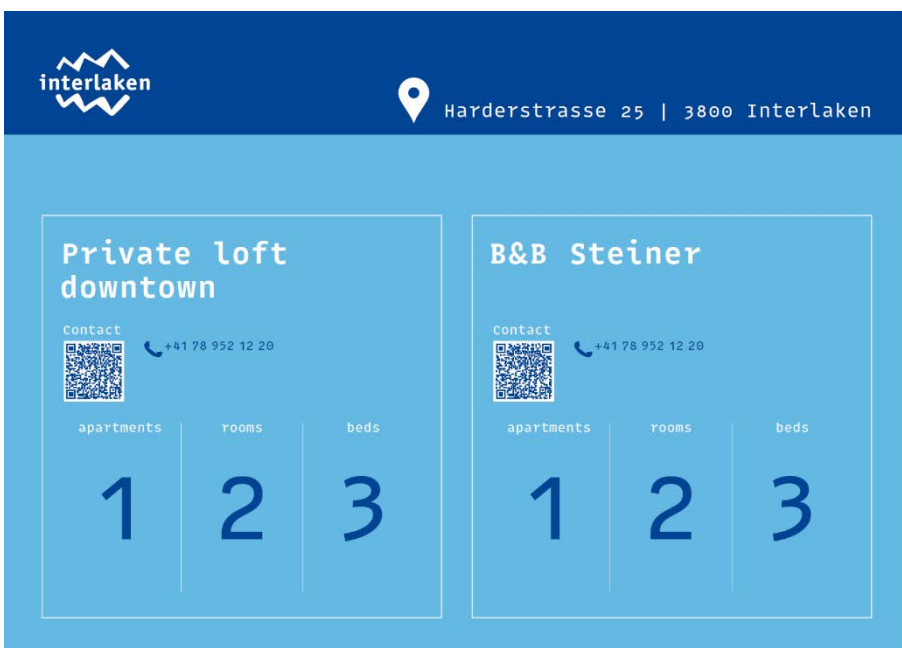 interlaken
Harderstrasse 25 | 3800 Interlaken
Private loft
downtown
Contact
+41 78 952 12 20
apartments rooms beds
1 2 3
B&B Steiner
Contact
+41 78 952 12 20
apartments rooms beds
1 2 3